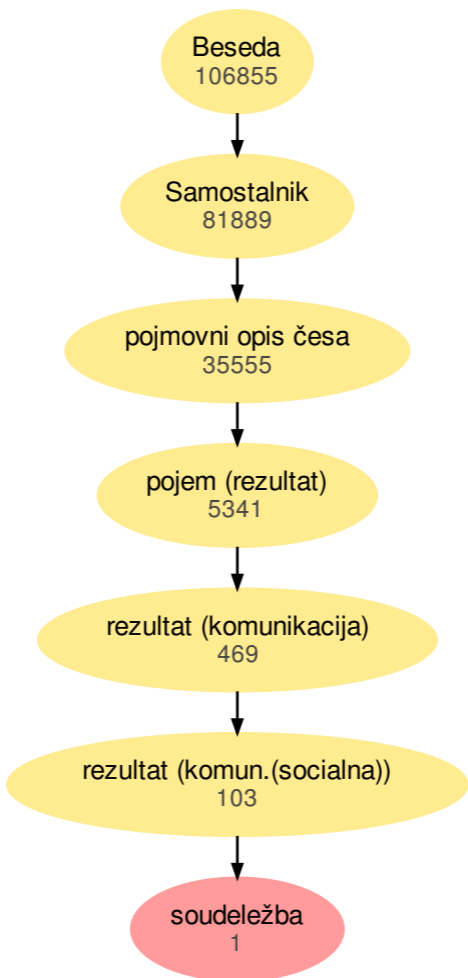 Beseda
106855
Samostalnik
81889
pojmovni opis česa
35555
pojem (rezultat)
5341
rezultat (komunikacija)
469
rezultat (komun.(socialna))
103
soudeležba
1